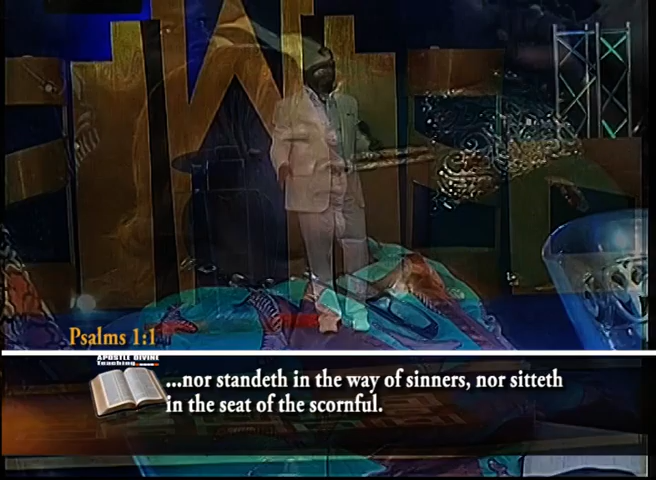 Psalms 1:1
APOSTLE DIVINE
Teaching
...nor standeth in the way of sinners, nor sitteth
in the seat of the scornful.